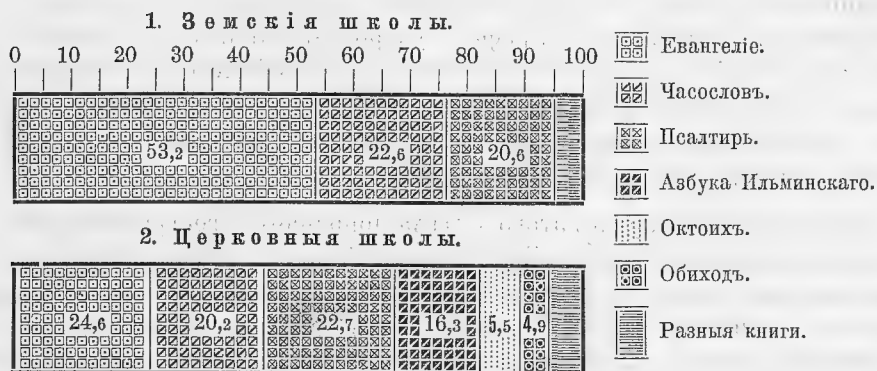 1. Земскія школы.
0 10 20 30 40 50 60 70 80 90 100
53,2 22,6 20,6
2. Церковныя школы.
24,6 20,2 22,7 16,3 5,5 4,9
Евангеліе.
Часословъ.
Псалтирь.
Азбука Ильминскаго.
Октоихъ.
Обиходъ.
Разныя книги.